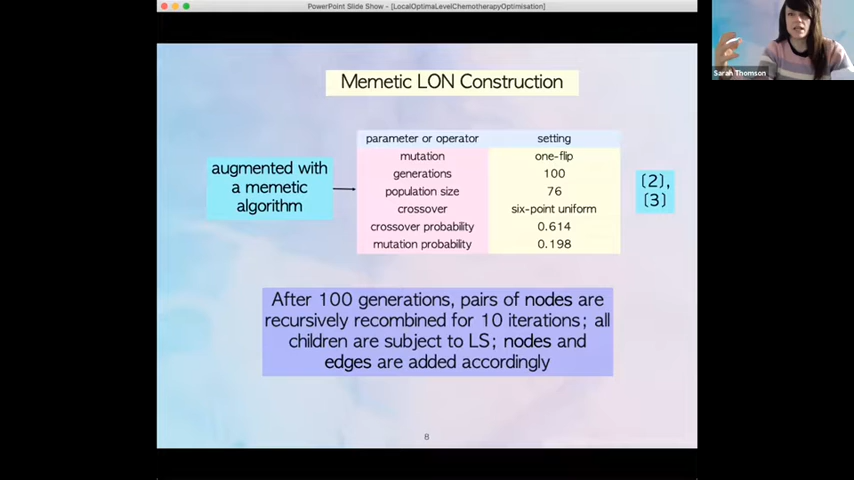 PowerPoint Slide Show - [LocalOptimaLevelChemotherapyOptimisation]
Sarah Thomson
Memetic LON Construction
augmented with
a memetic
algorithm
parameter or operator setting
mutation one-flip
generations 100
population size 76
crossover six-point uniform
crossover probability 0.614
mutation probability 0.198
(2),
(3)
After 100 generations, pairs of nodes are
recursively recombined for 10 iterations; all
children are subject to LS; nodes and
edges are added accordingly
8